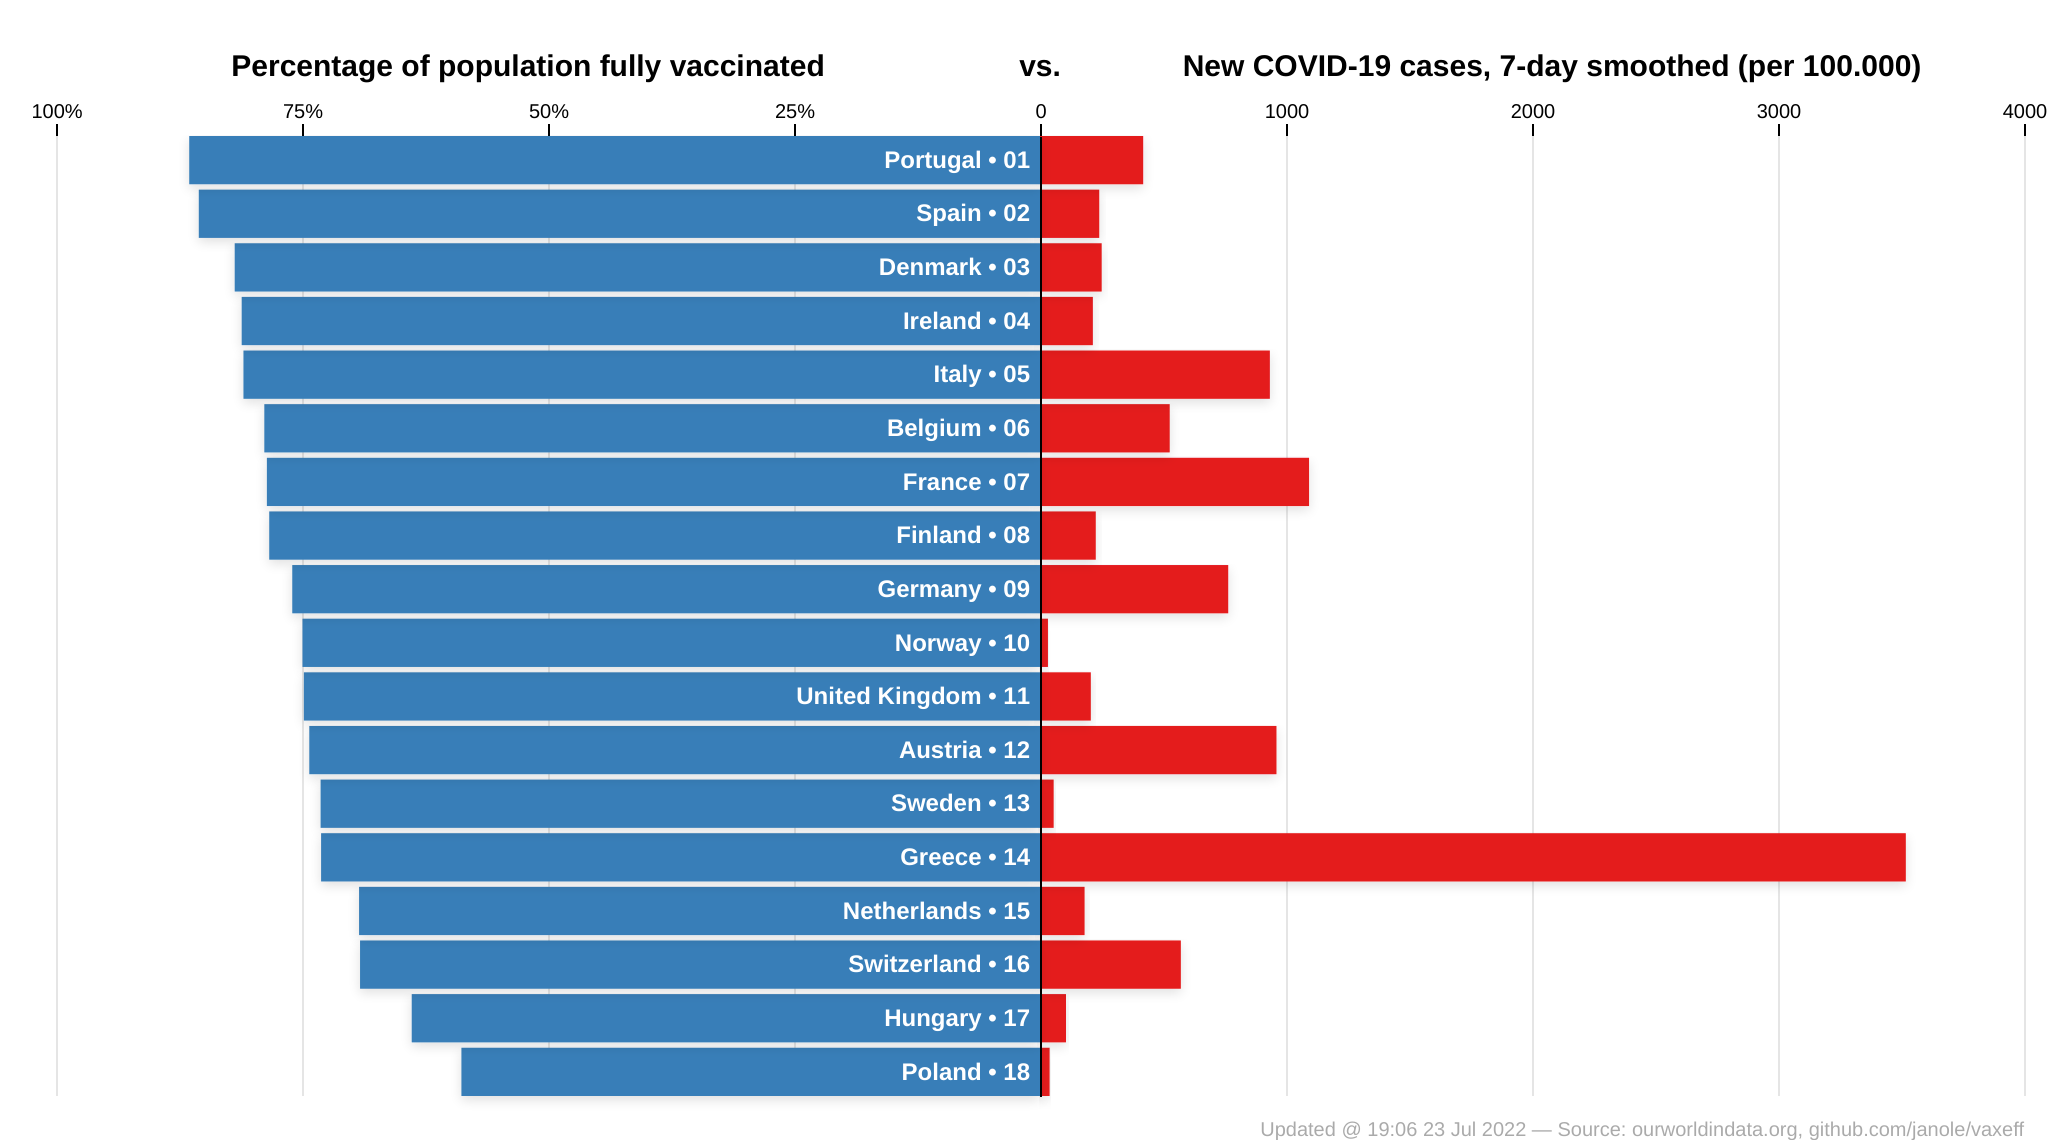 Percentage of population fully vaccinated vs. New COVID-19 cases, 7-day smoothed (per 100.000)
100% 75% 50% 25% 0 1000 2000 3000 4000
Portugal • 01
Spain • 02
Denmark • 03
Ireland • 04
Italy • 05
Belgium • 06
France • 07
Finland • 08
Germany • 09
Norway • 10
United Kingdom • 11
Austria • 12
Sweden • 13
Greece • 14
Netherlands • 15
Switzerland • 16
Hungary • 17
Poland • 18
Updated @ 19:06 23 Jul 2022 — Source: ourworldindata.org, github.com/janole/vaxeff